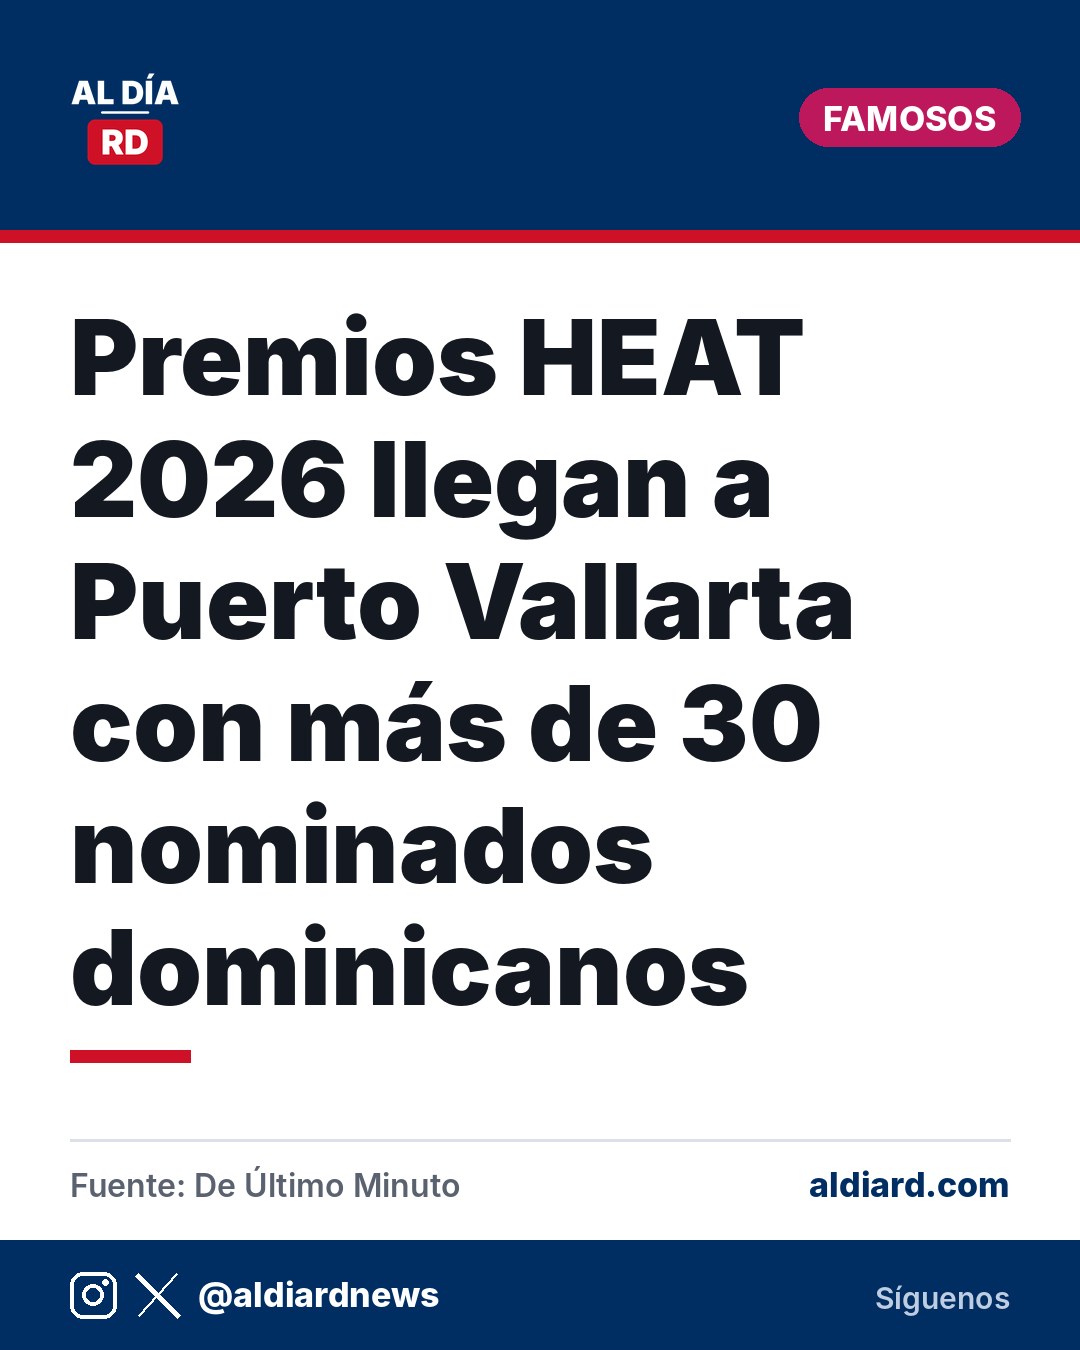 AL DÍA
RD
FAMOSOS
Premios HEAT
2026 llegan a
Puerto Vallarta
con más de 30
nominados
dominicanos
Fuente: De Último Minuto
aldiard.com
@aldiardnews
Síguenos